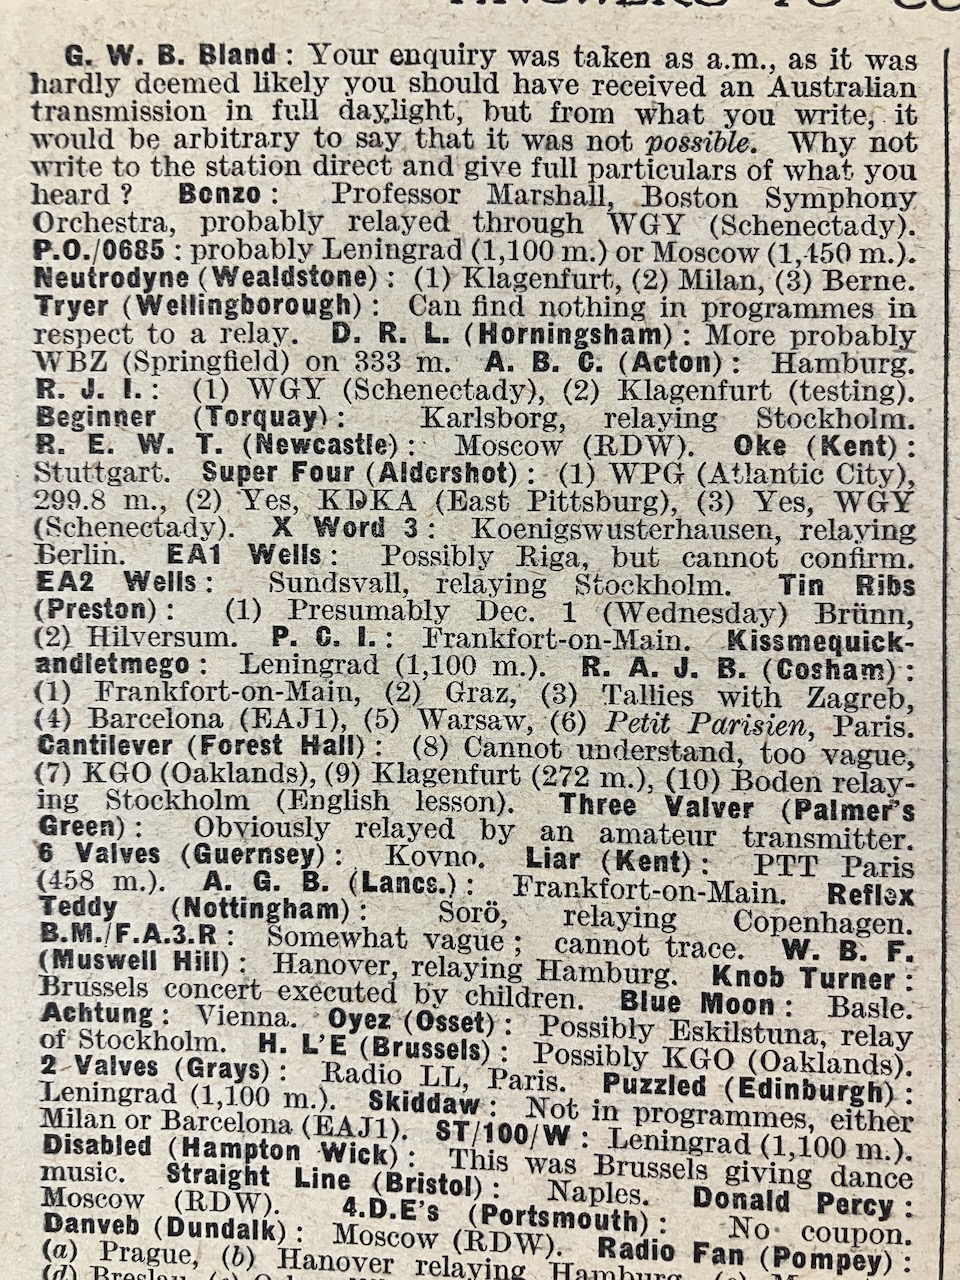 G. W. B. Bland : Your enquiry was taken as a.m., as it was
hardly deemed likely you should have received an Australian
transmission in full daylight, but from what you write, it
would be arbitrary to say that it was not possible. Why not
write to the station direct and give full particulars of what you
heard ? Bonzo : Professor Marshall, Boston Symphony
Orchestra, probably relayed through WGY (Schenectady).
P.O./0685 : probably Leningrad (1,100 m.) or Moscow (1,450 m.).
Neutrodyne (Wealdstone) : (1) Klagenfurt, (2) Milan, (3) Berne.
Tryer (Wellingborough) : Can find nothing in programmes in
respect to a relay. D. R. L. (Horningsham) : More probably
WBZ (Springfield) on 333 m. A. B. C. (Acton) : Hamburg.
R. J. I. : (1) WGY (Schenectady), (2) Klagenfurt (testing).
Beginner (Torquay) : Karlsborg, relaying Stockholm.
R. E. W. T. (Newcastle) : Moscow (RDW). Oke (Kent) :
Stuttgart. Super Four (Aldershot) : (1) WPG (Atlantic City),
299.8 m., (2) Yes, KDKA (East Pittsburg), (3) Yes, WGY
(Schenectady). X Word 3 : Koenigswusterhausen, relaying
Berlin. EA1 Wells : Possibly Riga, but cannot confirm.
EA2 Wells : Sundsvall, relaying Stockholm. Tin Ribs
(Preston) : (1) Presumably Dec. 1 (Wednesday) Brünn,
(2) Hilversum. P. C. I. : Frankfort-on-Main. Kissmequick-
andletmego : Leningrad (1,100 m.). R. A. J. B. (Cosham) :
(1) Frankfort-on-Main, (2) Graz, (3) Tallies with Zagreb,
(4) Barcelona (EAJ1), (5) Warsaw, (6) Petit Parisien, Paris.
Cantilever (Forest Hall) : (8) Cannot understand, too vague,
(7) KGO (Oaklands), (9) Klagenfurt (272 m.), (10) Boden relay-
ing Stockholm (English lesson). Three Valver (Palmer's
Green) : Obviously relayed by an amateur transmitter.
6 Valves (Guernsey) : Kovno. Liar (Kent) : PTT Paris
(458 m.). A. G. B. (Lancs.) : Frankfort-on-Main. Reflex
Teddy (Nottingham) : Sorö, relaying Copenhagen.
B.M./F.A.3.R : Somewhat vague ; cannot trace. W. B. F.
(Muswell Hill) : Hanover, relaying Hamburg. Knob Turner :
Brussels concert executed by children. Blue Moon : Basle.
Achtung : Vienna. Oyez (Osset) : Possibly Eskilstuna, relay
of Stockholm. H. L'E (Brussels) : Possibly KGO (Oaklands).
2 Valves (Grays) : Radio LL, Paris. Puzzled (Edinburgh) :
Leningrad (1,100 m.). Skiddaw : Not in programmes, either
Milan or Barcelona (EAJ1). ST/100/W : Leningrad (1,100 m.).
Disabled (Hampton Wick) : This was Brussels giving dance
music. Straight Line (Bristol) : Naples. Donald Percy :
Moscow (RDW). 4.D.E's (Portsmouth) : No coupon.
Danveb (Dundalk) : Moscow (RDW). Radio Fan (Pompey) :
(a) Prague, (b) Hanover relaying Hamburg,
(d) Breslau,